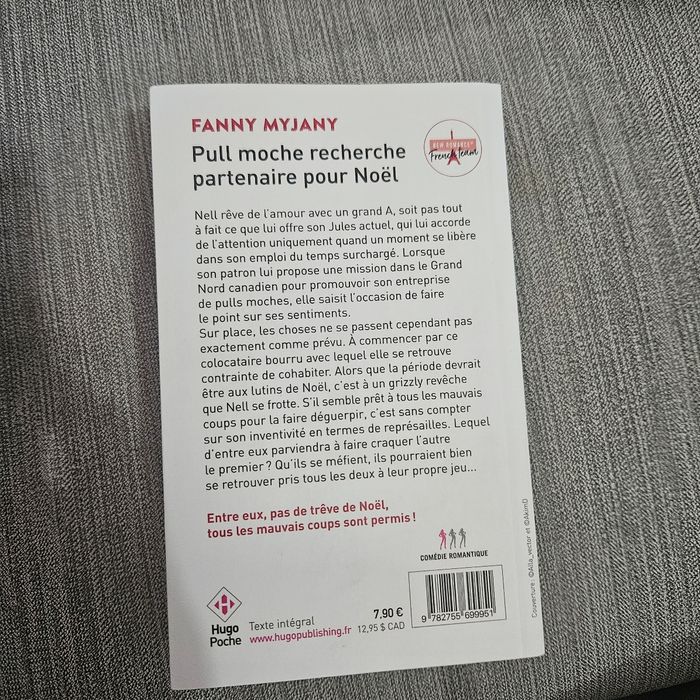 FANNY MYJANY
Pull moche recherche
partenaire pour Noël
NEW ROMANCE®
French team
Nell rêve de l'amour avec un grand A, soit pas tout
à fait ce que lui offre son Jules actuel, qui lui accorde
de l'attention uniquement quand un moment se libère
dans son emploi du temps surchargé. Lorsque
son patron lui propose une mission dans le Grand
Nord canadien pour promouvoir son entreprise
de pulls moches, elle saisit l'occasion de faire
le point sur ses sentiments.
Sur place, les choses ne se passent cependant pas
exactement comme prévu. À commencer par ce
colocataire bourru avec lequel elle se retrouve
contrainte de cohabiter. Alors que la période devrait
être aux lutins de Noël, c'est à un grizzly revêche
que Nell se frotte. S'il semble prêt à tous les mauvais
coups pour la faire déguerpir, c'est sans compter
sur son inventivité en termes de représailles. Lequel
d'entre eux parviendra à faire craquer l'autre
le premier ? Qu'ils se méfient, ils pourraient bien
se retrouver pris tous les deux à leur propre jeu...
Entre eux, pas de trêve de Noël,
tous les mauvais coups sont permis !
COMÉDIE ROMANTIQUE
Hugo
Poche
Texte intégral
www.hugopublishing.fr
7,90 €
12,95 $ CAD
9 782755 699951
Couverture : ©Alla_vector et ©AkimD